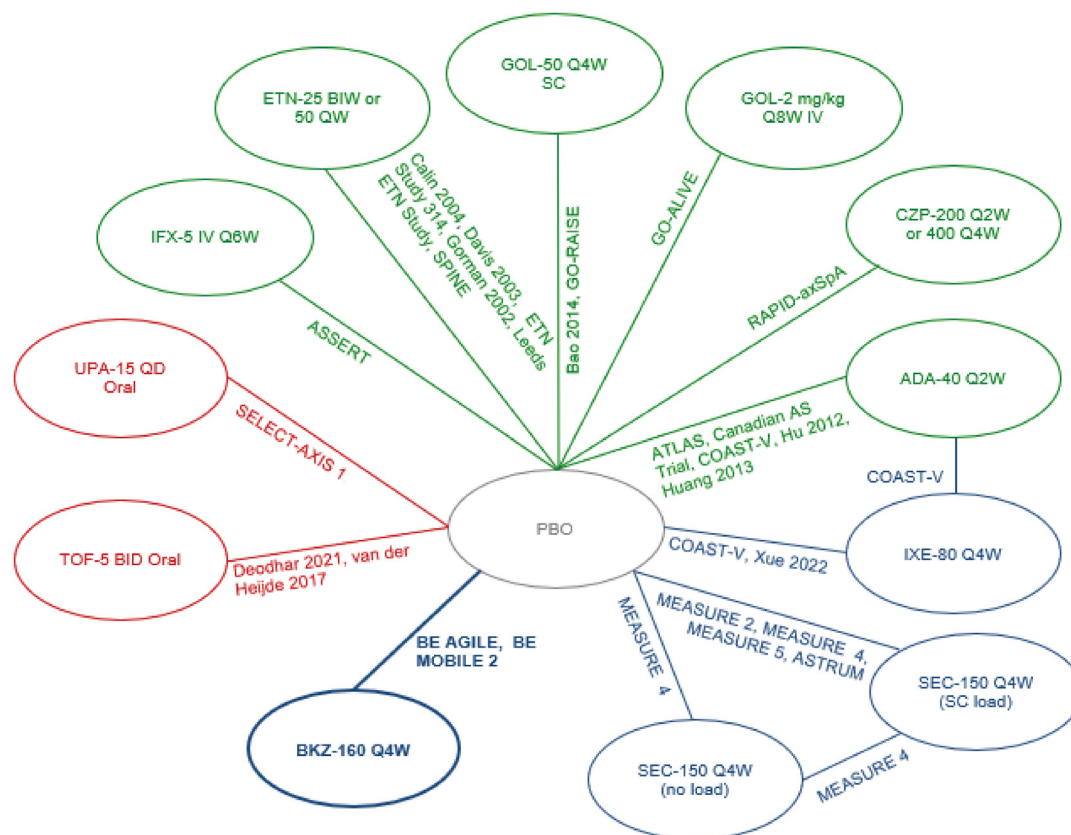 GOL-50 Q4W
SC
ETN-25 BIW or
50 QW
GOL-2 mg/kg
Q8W IV
IFX-5 IV Q6W
CZP-200 Q2W
or 400 Q4W
Calin 2004, Davis 2003, ETN
Study 314, Gorman 2002, Leeds
ETN Study, SPINE
Bao 2014, GO-RAISE
GO-ALIVE
RAPID-axSpA
ASSERT
UPA-15 QD
Oral
ADA-40 Q2W
SELECT-AXIS 1
ATLAS, Canadian AS
Trial, COAST-V, Hu 2012,
Huang 2013
COAST-V
PBO
TOF-5 BID Oral
Deodhar 2021, van der
Heijde 2017
COAST-V, Xue 2022
IXE-80 Q4W
BE AGILE, BE
MOBILE 2
MEASURE 4
MEASURE 2, MEASURE 4,
MEASURE 5, ASTRUM
SEC-150 Q4W
(SC load)
BKZ-160 Q4W
SEC-150 Q4W
(no load)
MEASURE 4